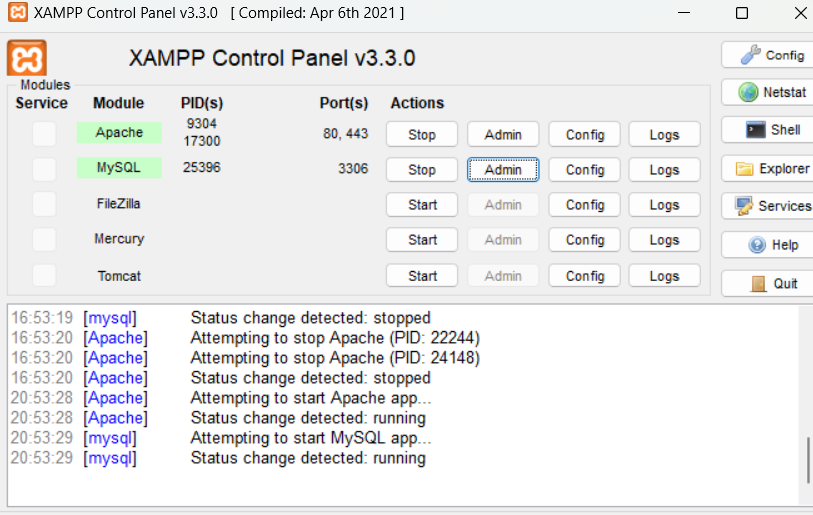 XAMPP Control Panel v3.3.0 [ Compiled: Apr 6th 2021 ]
XAMPP Control Panel v3.3.0
Config
Modules
Service Module PID(s) Port(s) Actions
Netstat
Apache 9304 17300 80, 443 Stop Admin Config Logs
Shell
MySQL 25396 3306 Stop Admin Config Logs
Explorer
FileZilla Start Admin Config Logs
Services
Mercury Start Admin Config Logs
Help
Tomcat Start Admin Config Logs
Quit
16:53:19 [mysql] Status change detected: stopped
16:53:20 [Apache] Attempting to stop Apache (PID: 22244)
16:53:20 [Apache] Attempting to stop Apache (PID: 24148)
16:53:20 [Apache] Status change detected: stopped
20:53:28 [Apache] Attempting to start Apache app...
20:53:28 [Apache] Status change detected: running
20:53:29 [mysql] Attempting to start MySQL app...
20:53:29 [mysql] Status change detected: running